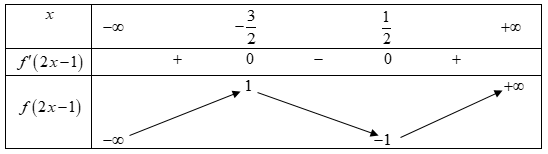 x −∞ −3/2 1/2 +∞
f′(2x−1) + 0 − 0 +
f(2x−1) −∞ 1 −1 +∞